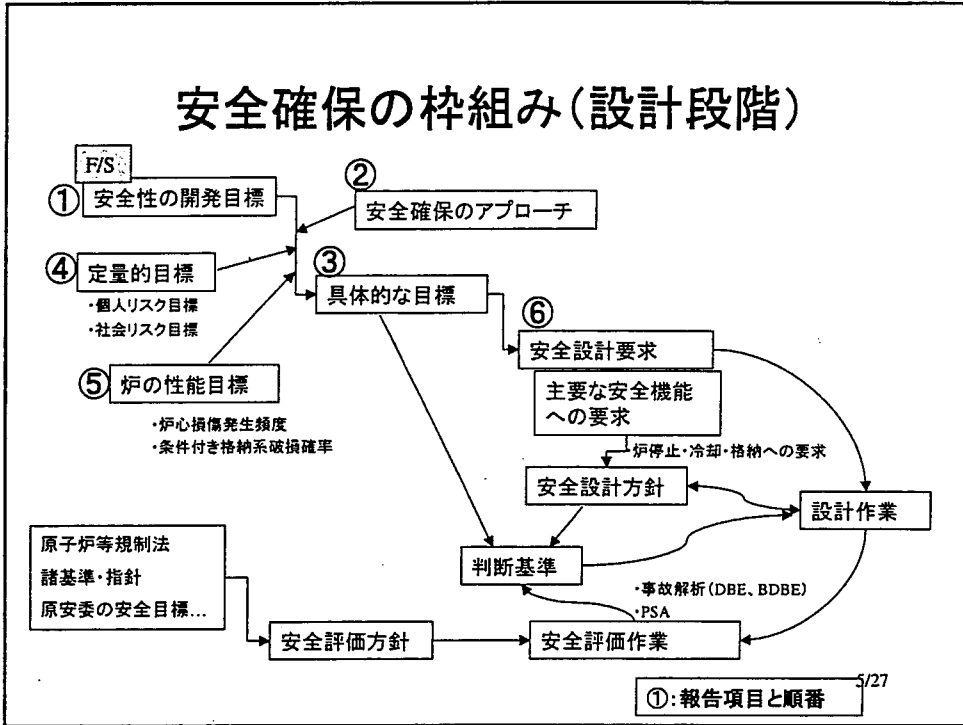 安全確保の枠組み(設計段階)
F/S
① 安全性の開発目標
② 安全確保のアプローチ
④ 定量的目標
・個人リスク目標
・社会リスク目標
③ 具体的な目標
⑤ 炉の性能目標
・炉心損傷発生頻度
・条件付き格納系破損確率
⑥ 安全設計要求
主要な安全機能
への要求
・炉停止・冷却・格納への要求
安全設計方針
設計作業
判断基準
原子炉等規制法
諸基準・指針
原安委の安全目標...
・事故解析(DBE、BDBE)
・PSA
安全評価方針
安全評価作業
5/27
①:報告項目と順番